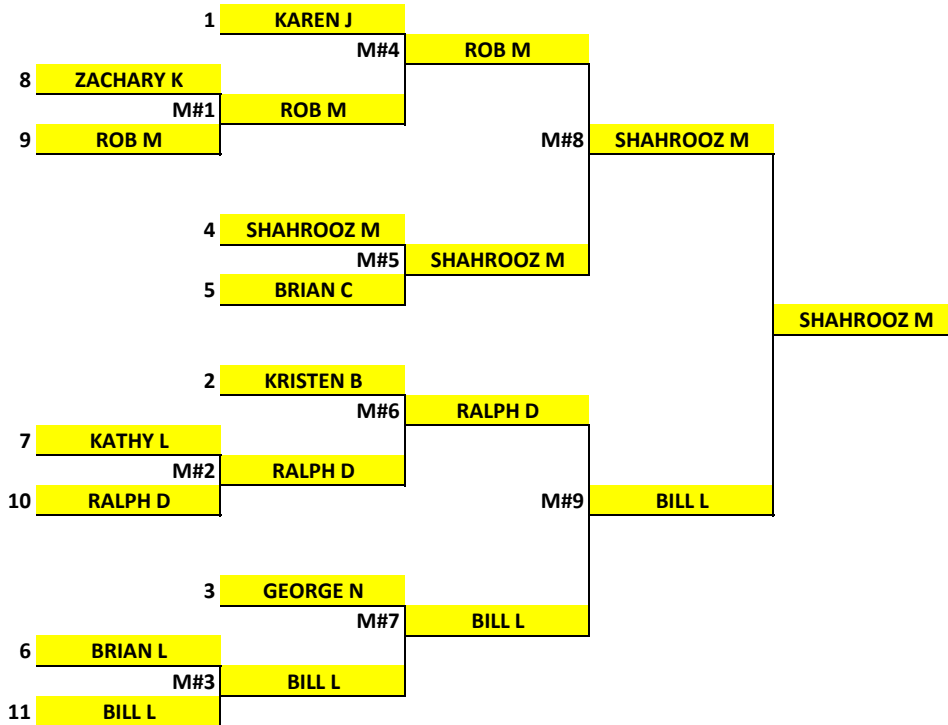 1 KAREN J
M#4 ROB M
8 ZACHARY K
M#1 ROB M
9 ROB M
M#8 SHAHROOZ M
4 SHAHROOZ M
M#5 SHAHROOZ M
5 BRIAN C
SHAHROOZ M
2 KRISTEN B
M#6 RALPH D
7 KATHY L
M#2 RALPH D
10 RALPH D
M#9 BILL L
3 GEORGE N
M#7 BILL L
6 BRIAN L
M#3 BILL L
11 BILL L